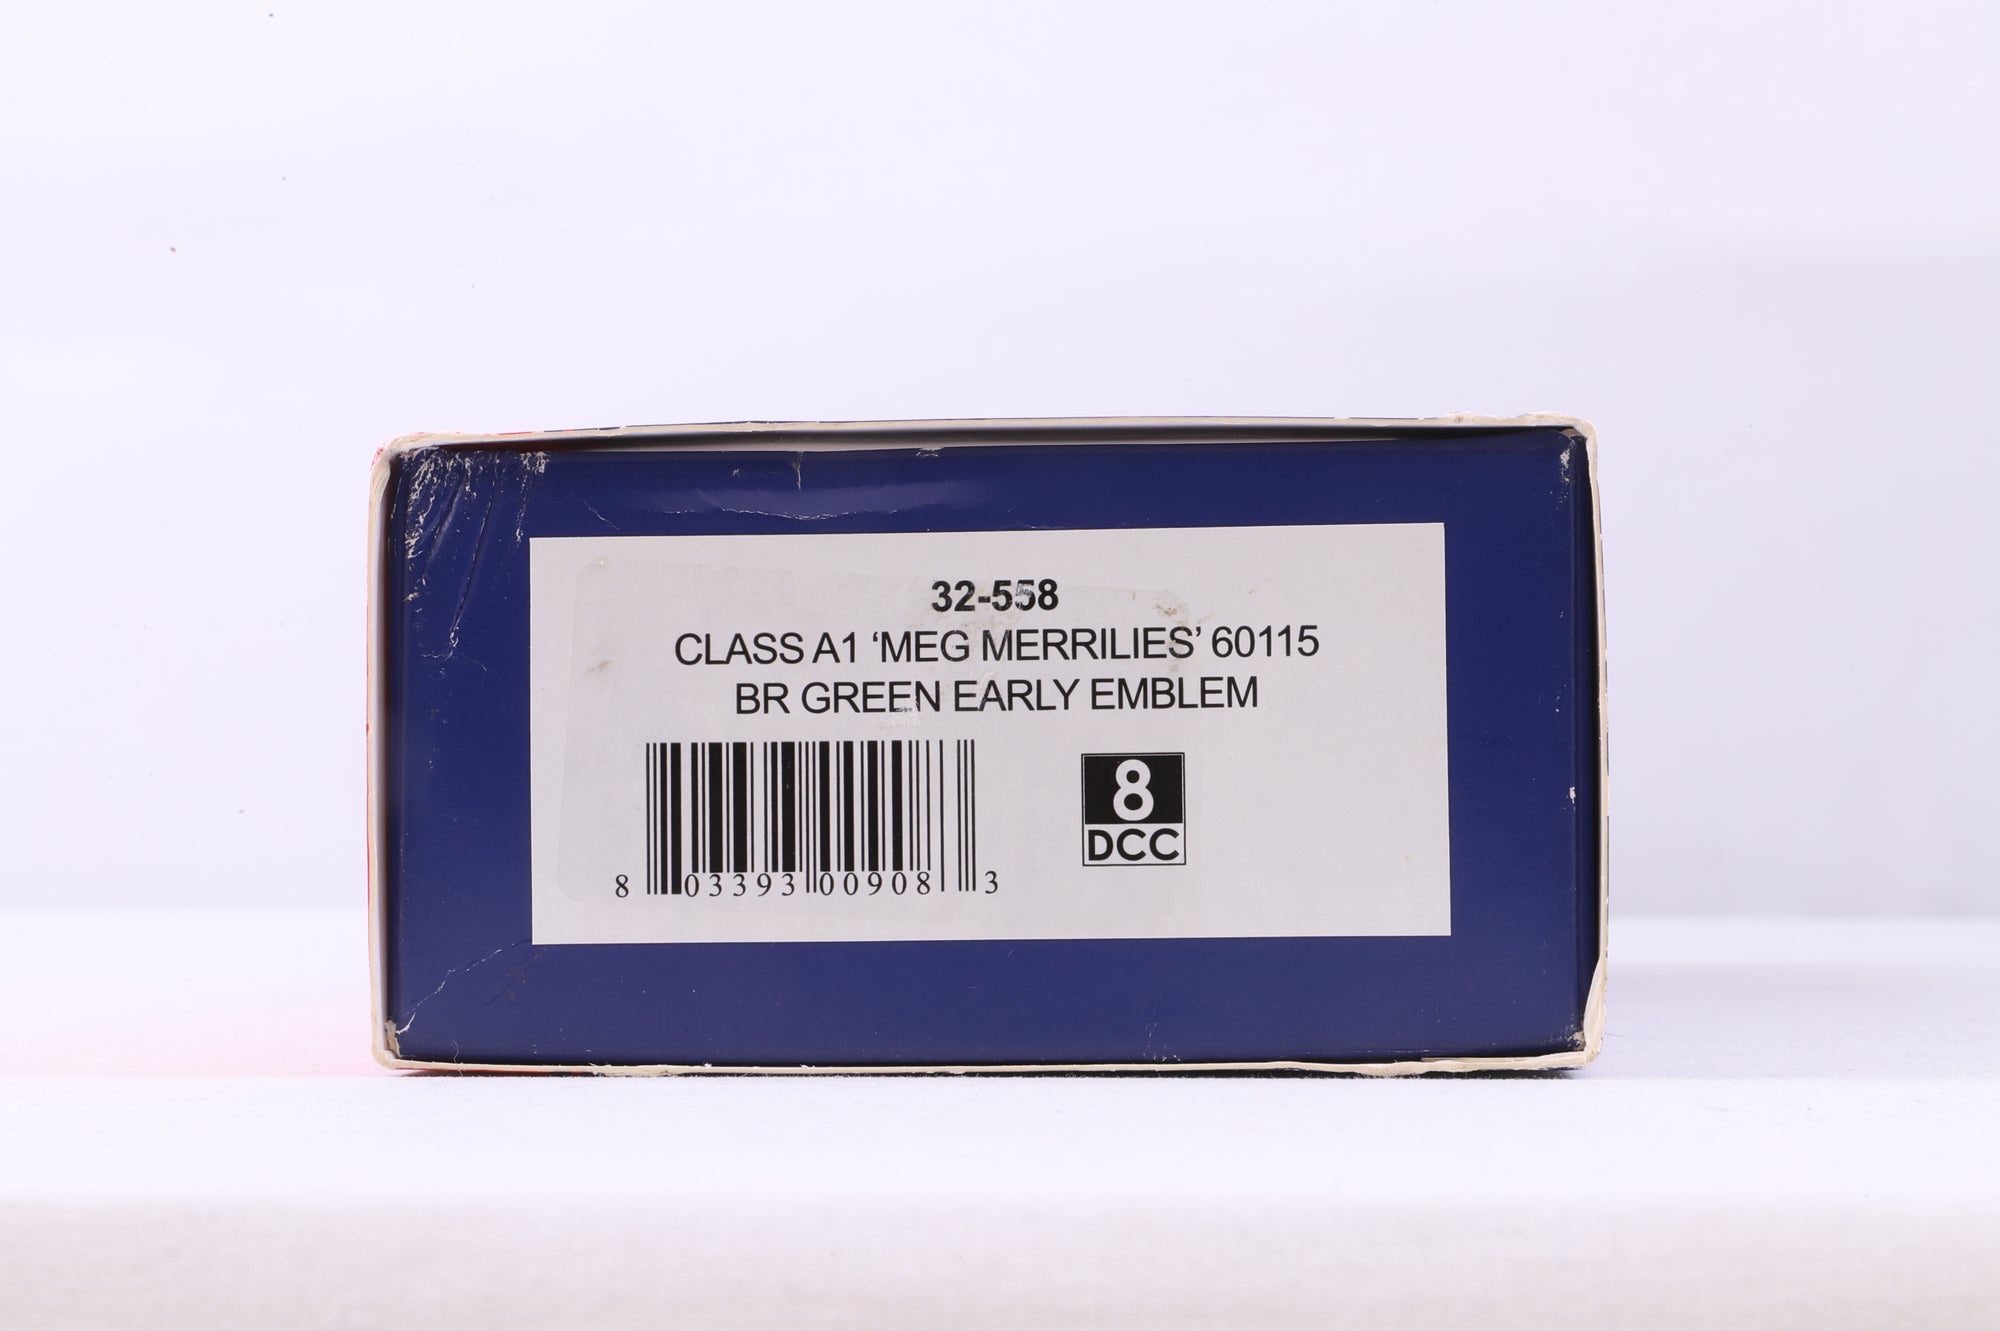 32-558
CLASS A1 ‘MEG MERRILIES’ 60115
BR GREEN EARLY EMBLEM
8 03393 00908 3
8
DCC